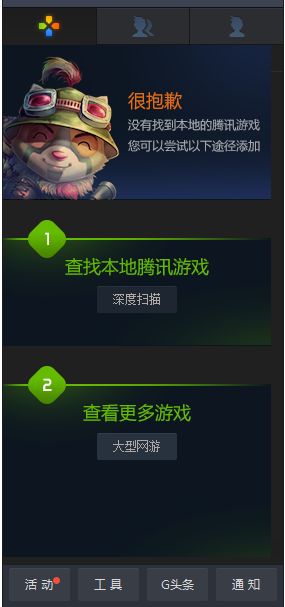 很抱歉
没有找到本地的腾讯游戏
您可以尝试以下途径添加
1
查找本地腾讯游戏
深度扫描
2
查看更多游戏
大型网游
活动 工具 G头条 通知